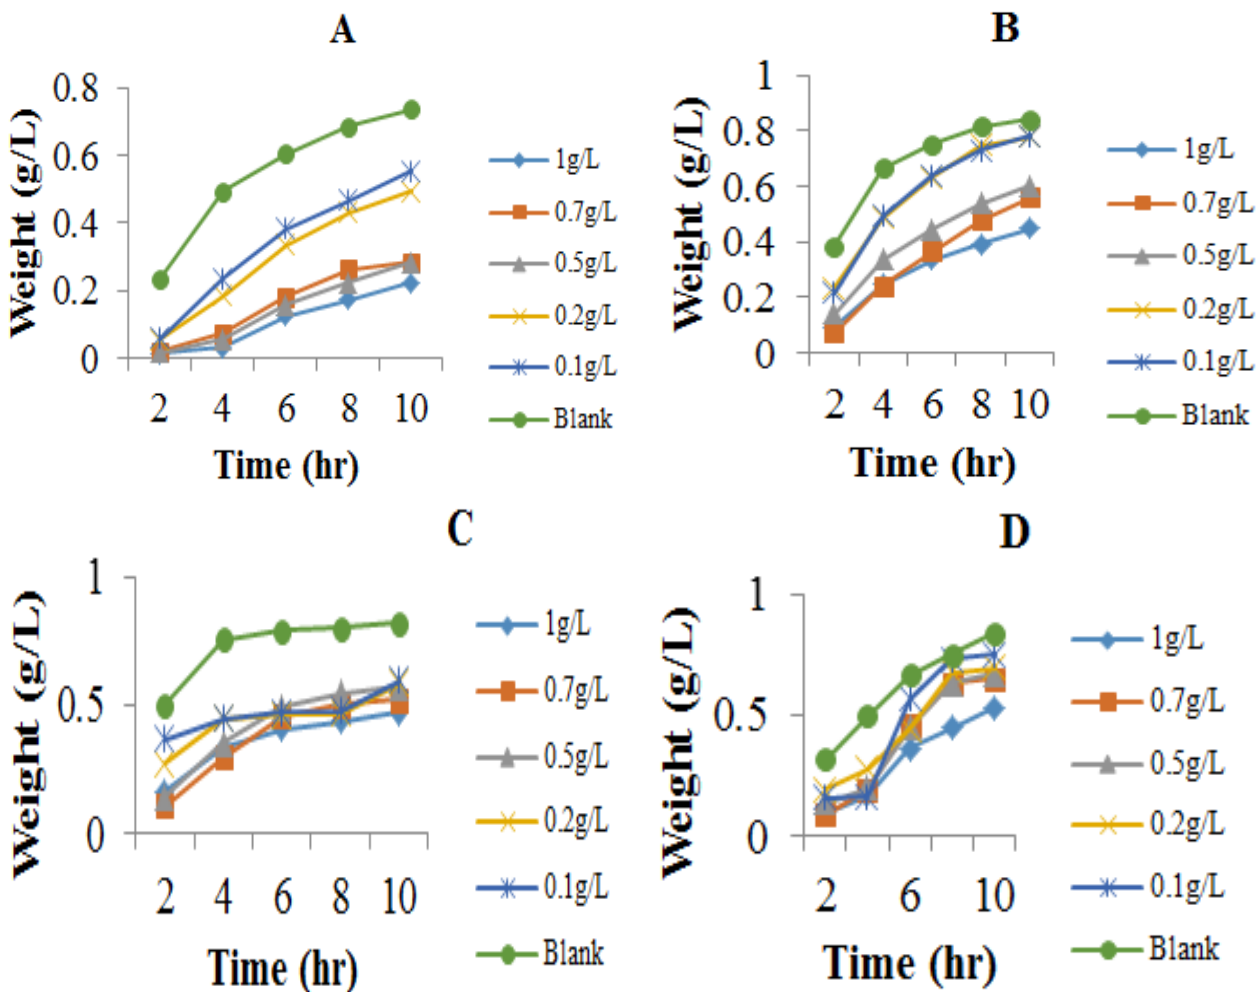 A
Weight (g/L)
0.8
0.6
0.4
0.2
0
2 4 6 8 10
Time (hr)
1g/L
0.7g/L
0.5g/L
0.2g/L
0.1g/L
Blank
B
Weight (g/L)
1
0.8
0.6
0.4
0.2
0
2 4 6 8 10
Time (hr)
1g/L
0.7g/L
0.5g/L
0.2g/L
0.1g/L
Blank
C
Weight (g/L)
1
0.5
0
2 4 6 8 10
Time (hr)
1g/L
0.7g/L
0.5g/L
0.2g/L
0.1g/L
Blank
D
Weight (g/L)
1
0.5
0
2 6 10
Time (hr)
1g/L
0.7g/L
0.5g/L
0.2g/L
0.1g/L
Blank